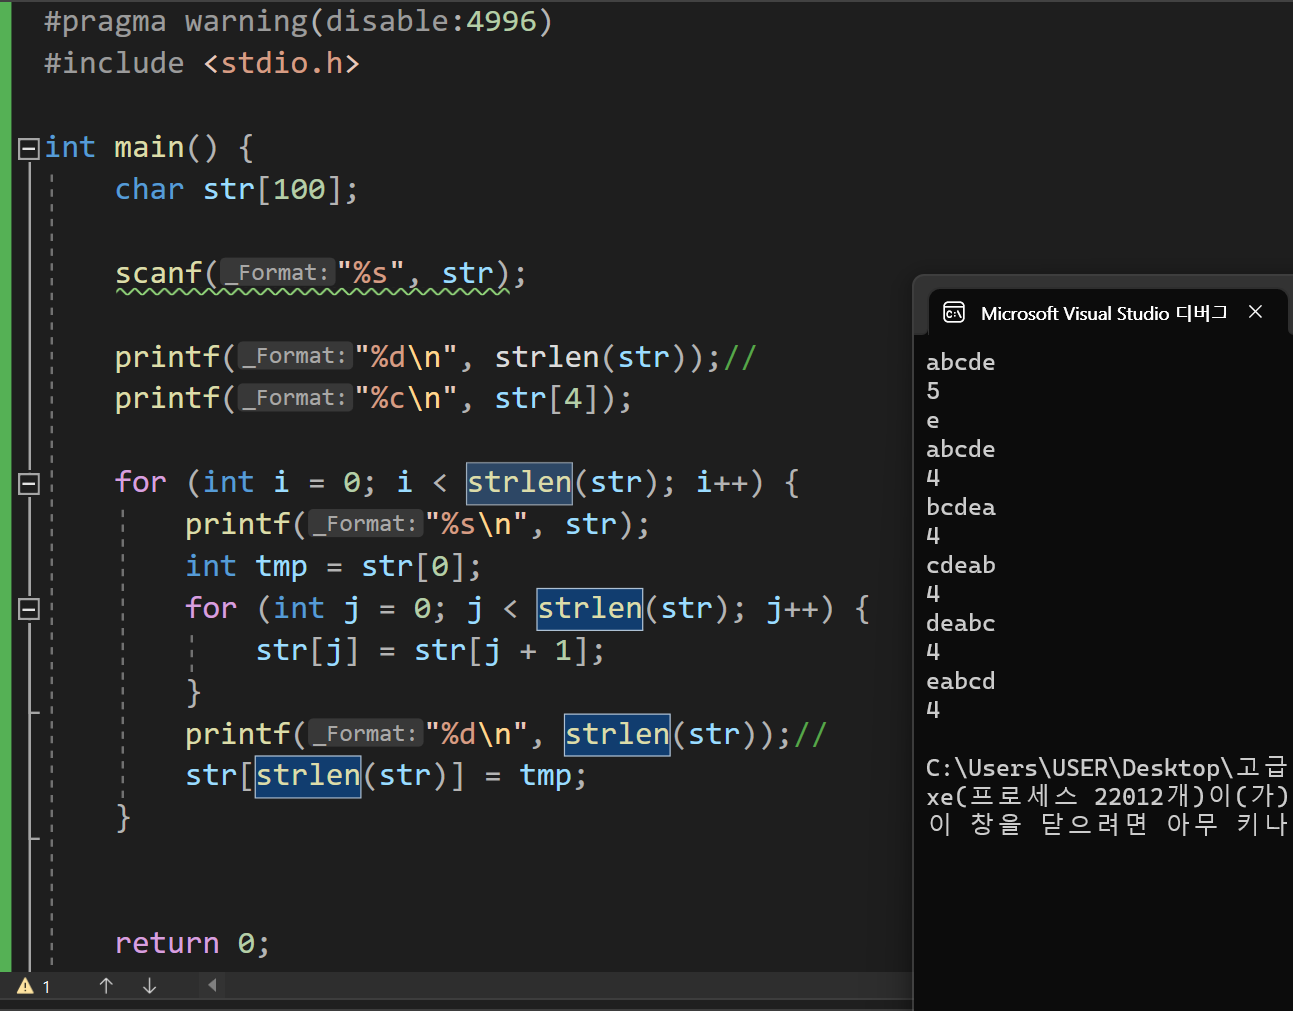 #pragma warning(disable:4996)
#include <stdio.h>
int main() {
char str[100];
scanf(_Format:"%s", str);
printf(_Format:"%d\n", strlen(str));//
printf(_Format:"%c\n", str[4]);
for (int i = 0; i < strlen(str); i++) {
printf(_Format:"%s\n", str);
int tmp = str[0];
for (int j = 0; j < strlen(str); j++) {
str[j] = str[j + 1];
}
printf(_Format:"%d\n", strlen(str));//
str[strlen(str)] = tmp;
}
return 0;
1
Microsoft Visual Studio 디버그
abcde
5
e
abcde
4
bcdea
4
cdeab
4
deabc
4
eabcd
4
C:\Users\USER\Desktop\고급
xe(프로세스 22012개)이(가)
이 창을 닫으려면 아무 키나